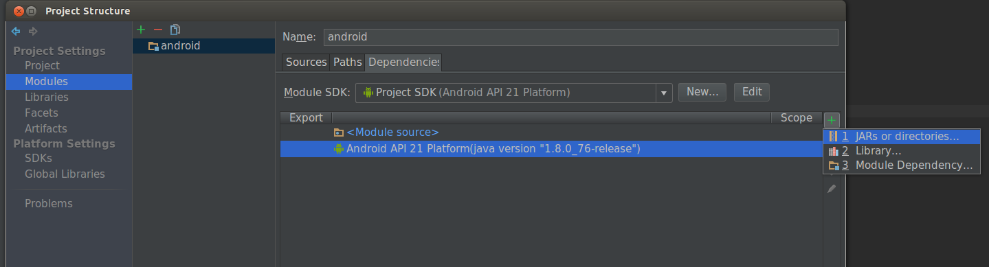 Project Structure
Project Settings
Project
Modules
Libraries
Facets
Artifacts
Platform Settings
SDKs
Global Libraries
Problems
android
Name: android
Sources Paths Dependencies
Module SDK: Project SDK (Android API 21 Platform) New... Edit
Export Scope
<Module source>
Android API 21 Platform(java version "1.8.0_76-release")
1 JARs or directories...
2 Library...
3 Module Dependency...